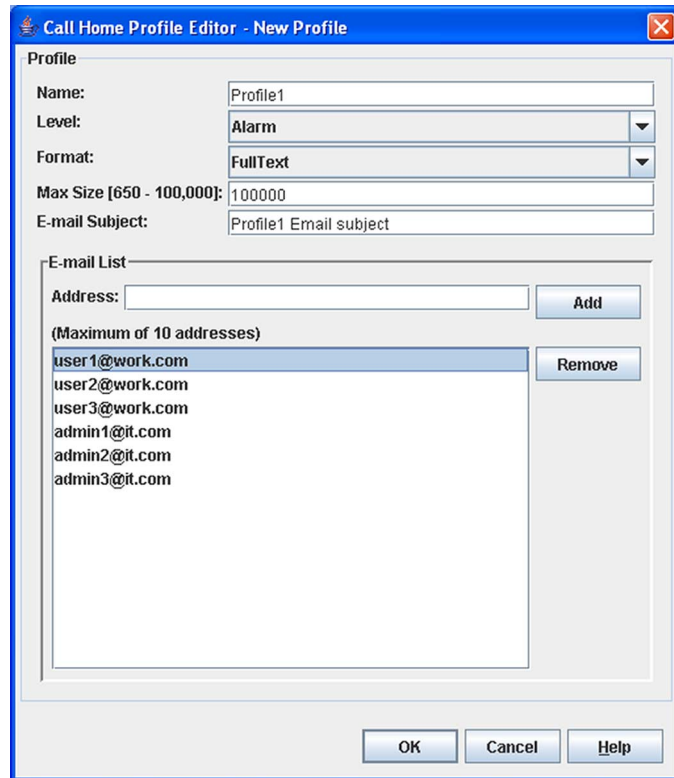 Call Home Profile Editor - New Profile
Profile
Name: Profile1
Level: Alarm
Format: FullText
Max Size [650 - 100,000]: 100000
E-mail Subject: Profile1 Email subject
E-mail List
Address: Add
(Maximum of 10 addresses)
user1@work.com Remove
user2@work.com
user3@work.com
admin1@it.com
admin2@it.com
admin3@it.com
OK Cancel Help